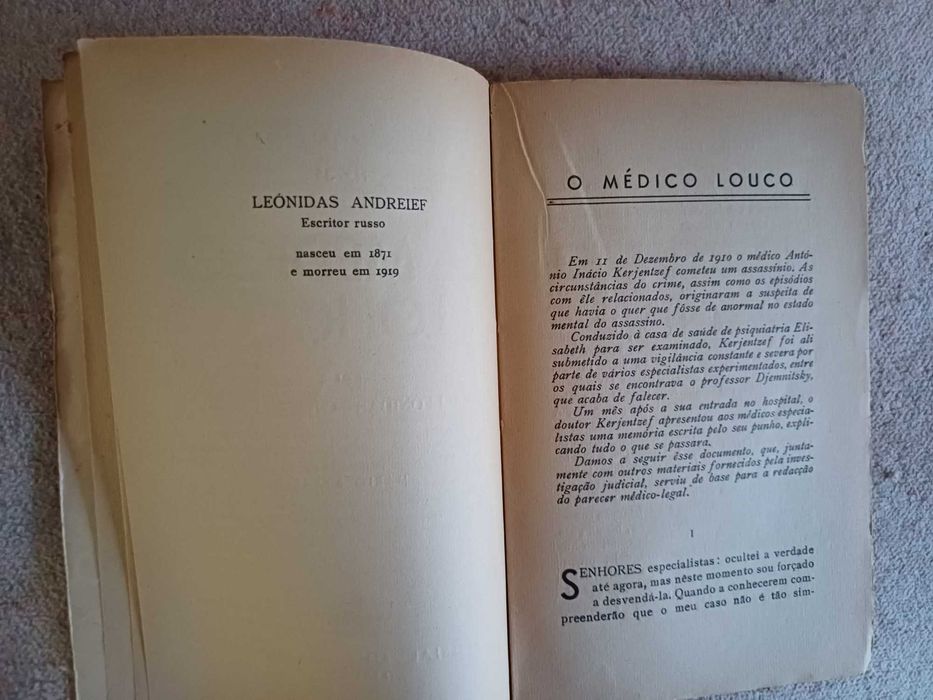 LEÓNIDAS ANDREIEF
Escritor russo
nasceu em 1871
e morreu em 1919
O MÉDICO LOUCO
Em 11 de Dezembro de 1910 o médico Antó-
nio Inácio Kerjentzef cometeu um assassínio. As
circunstâncias do crime, assim como os episódios
com êle relacionados, originaram a suspeita de
que havia o quer que fôsse de anormal no estado
mental do assassino.
Conduzido à casa de saúde de psiquiatria Eli-
sabeth para ser examinado, Kerjentzef foi ali
submetido a uma vigilância constante e severa por
parte de vários especialistas experimentados, entre
os quais se encontrava o professor Djemnitsky,
que acaba de falecer.
Um mês após a sua entrada no hospital, o
doutor Kerjentzef apresentou aos médicos especia-
listas uma memória escrita pelo seu punho, expli-
cando tudo o que se passara.
Damos a seguir êsse documento, que, junta-
mente com outros materiais fornecidos pela inves-
tigação judicial, serviu de base para a redacção
do parecer médico-legal.
I
SENHORES especialistas: ocultei a verdade
até agora, mas nêste momento sou forçado
a desvendá-la. Quando a conhecerem com-
preenderão que o meu caso não é tão sim-